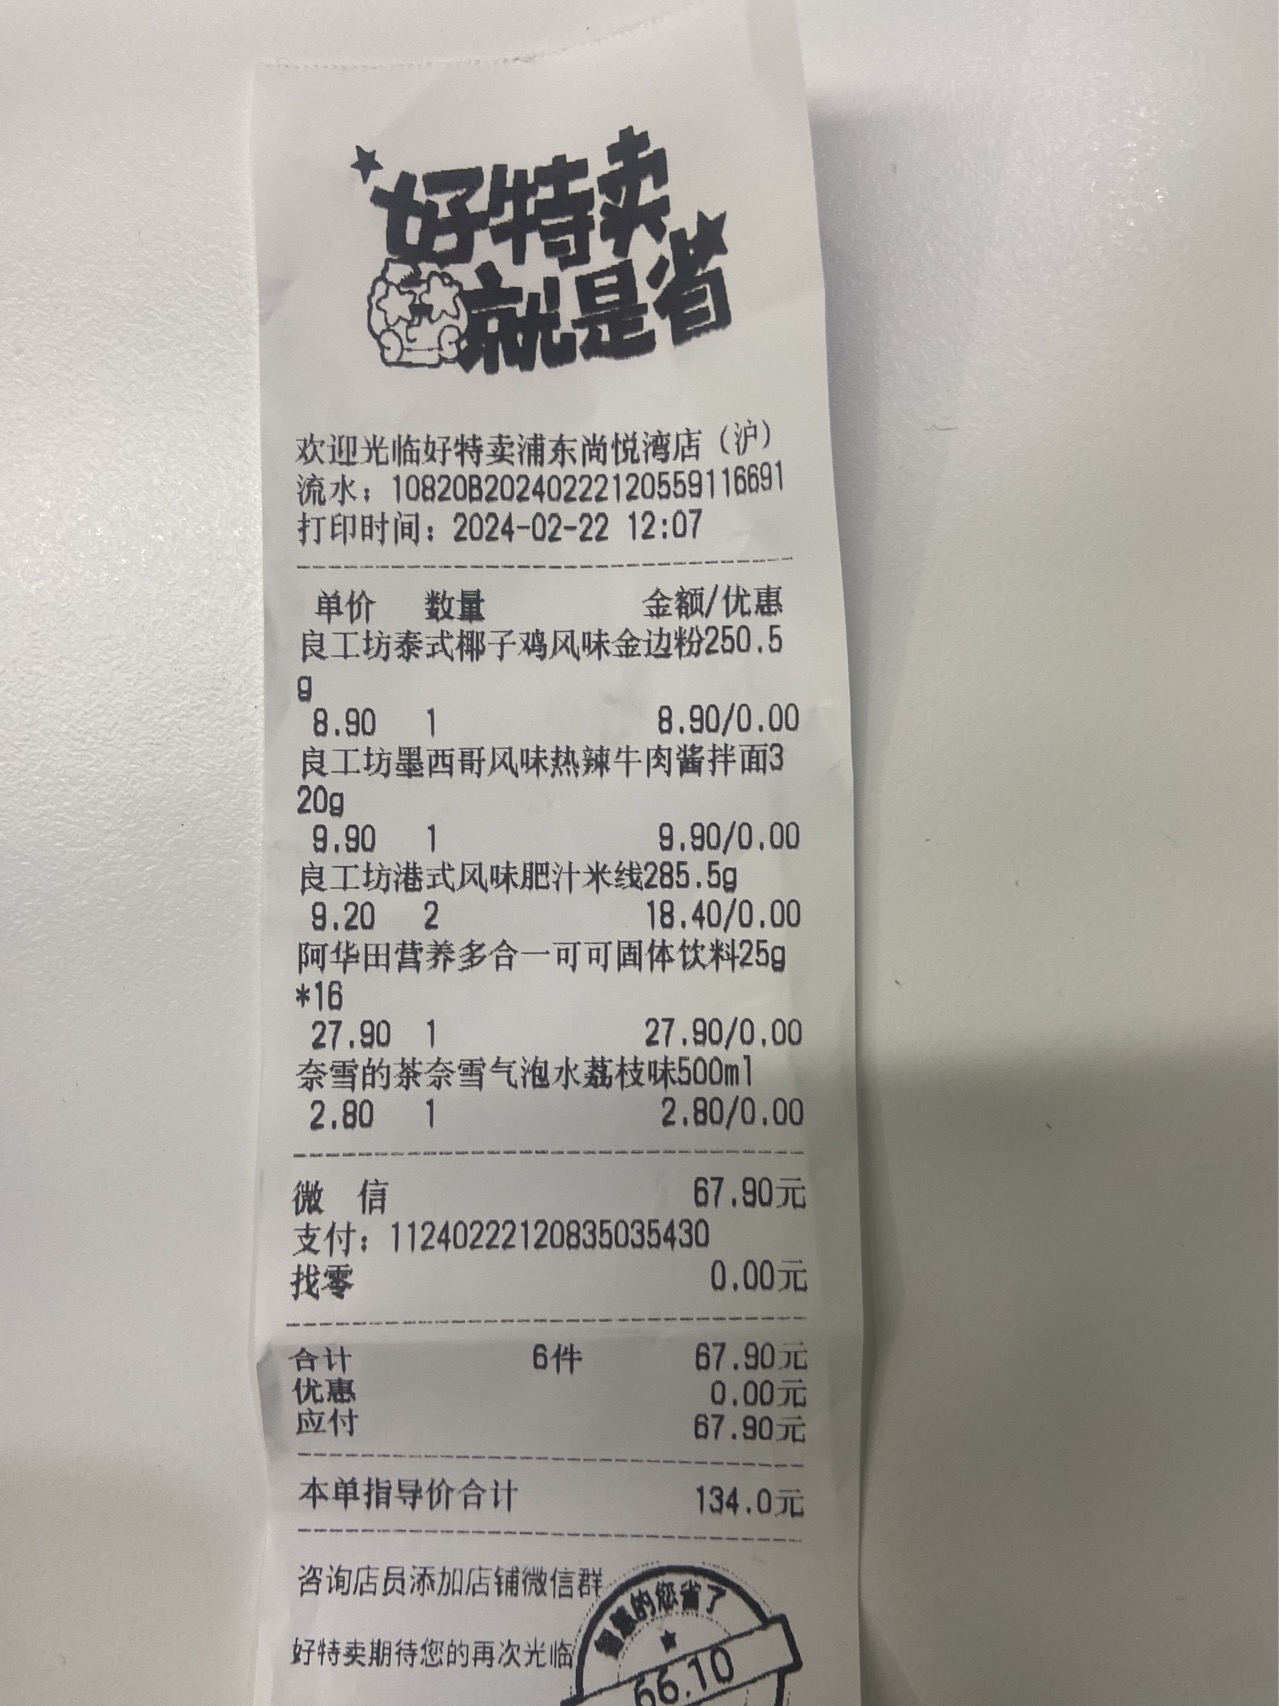 好特卖
就是省
欢迎光临好特卖浦东尚悦湾店（沪）
流水：10820B202402221205591166​91
打印时间：2024-02-22 12:07
单价 数量 金额/优惠
良工坊泰式椰子鸡风味金边粉250.5
g
8.90 1 8.90/0.00
良工坊墨西哥风味热辣牛肉酱拌面3
20g
9.90 1 9.90/0.00
良工坊港式风味肥汁米线285.5g
9.20 2 18.40/0.00
阿华田营养多合一可可固体饮料25g
*16
27.90 1 27.90/0.00
奈雪的茶奈雪气泡水荔枝味500ml
2.80 1 2.80/0.00
微 信 67.90元
支付：11240222120835035430
找零 0.00元
合计 6件 67.90元
优惠 0.00元
应付 67.90元
本单指导价合计 134.0元
咨询店员添加店铺微信群
好特卖期待您的再次光临
智慧的您省了
66.10